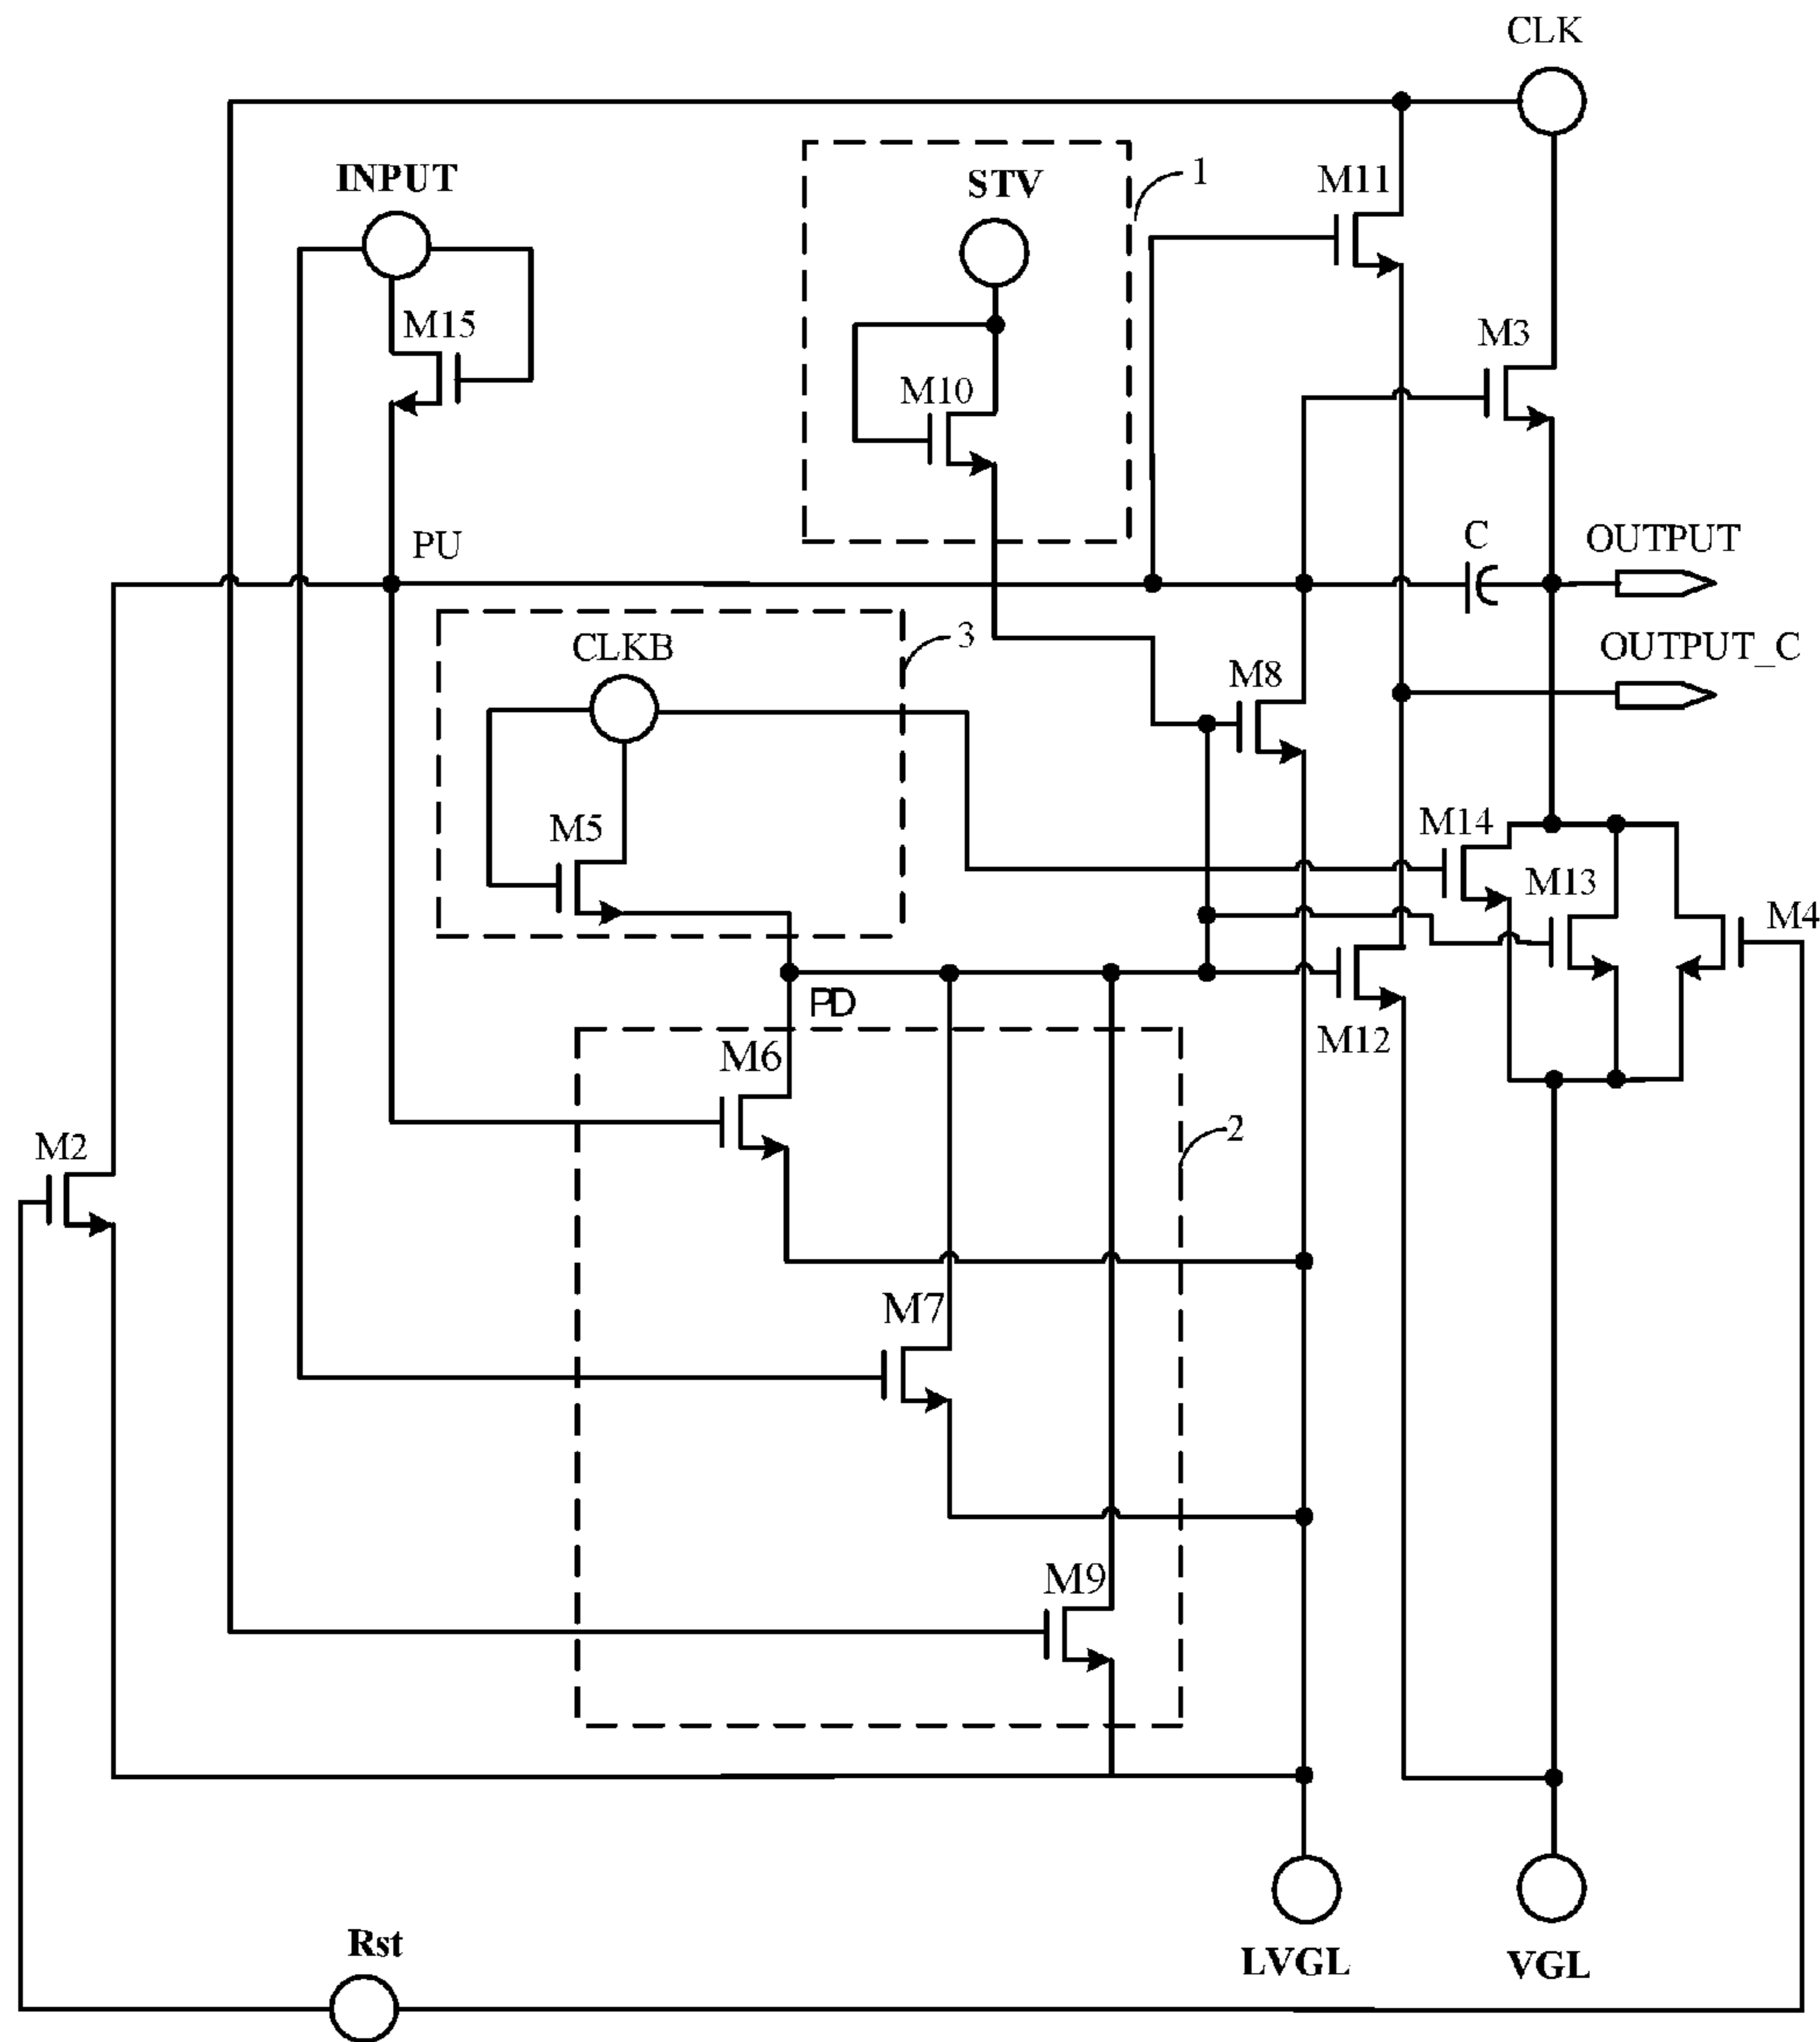 CLK
INPUT
STV
1
M11
M15
M3
M10
PU
C
OUTPUT
CLKB
3
OUTPUT_C
M8
M5
M14
M13
M4
PD
M6
M12
2
M2
M7
M9
Rst
LVGL
VGL